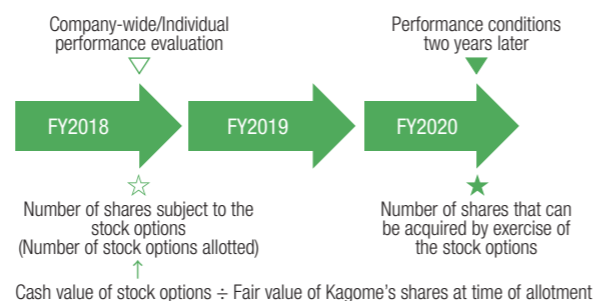 Company-wide/Individual
performance evaluation
Performance conditions
two years later
FY2018
FY2019
FY2020
Number of shares subject to the
stock options
(Number of stock options allotted)
Number of shares that can
be acquired by exercise of
the stock options
Cash value of stock options ÷ Fair value of Kagome's shares at time of allotment